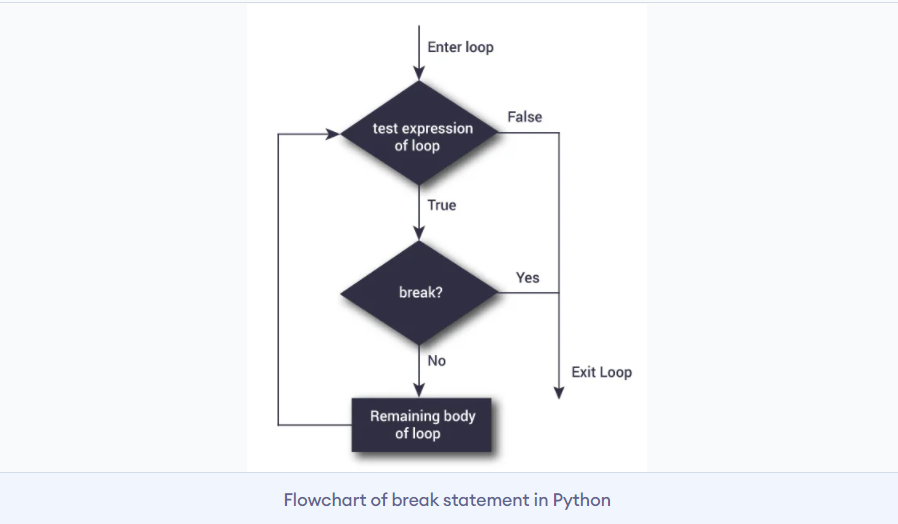 Enter loop
test expression
of loop
False
True
break?
Yes
No
Exit Loop
Remaining body
of loop
Flowchart of break statement in Python